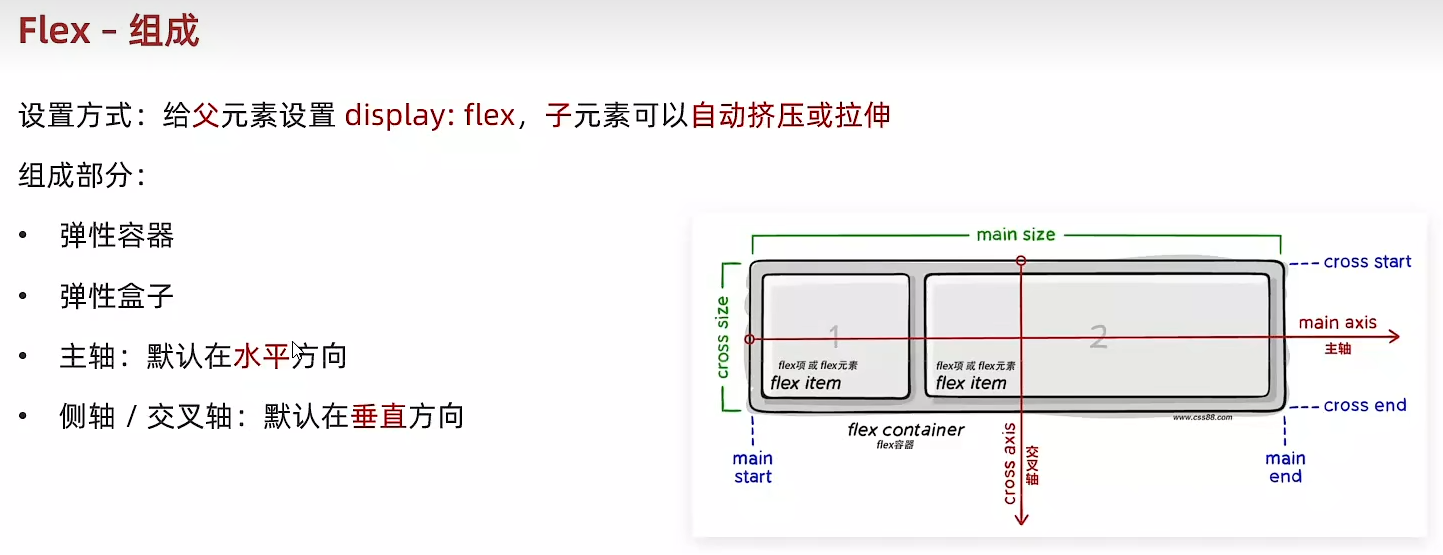 Flex – 组成
设置方式：给父元素设置 display: flex，子元素可以自动挤压或拉伸
组成部分：
• 弹性容器
• 弹性盒子
• 主轴：默认在水平方向
• 侧轴 / 交叉轴：默认在垂直方向
main size
cross size
cross start
main axis
主轴
1
2
flex项 或 flex元素
flex item
flex项 或 flex元素
flex item
cross end
www.css88.com
flex container
flex容器
cross axis
交叉轴
main
start
main
end